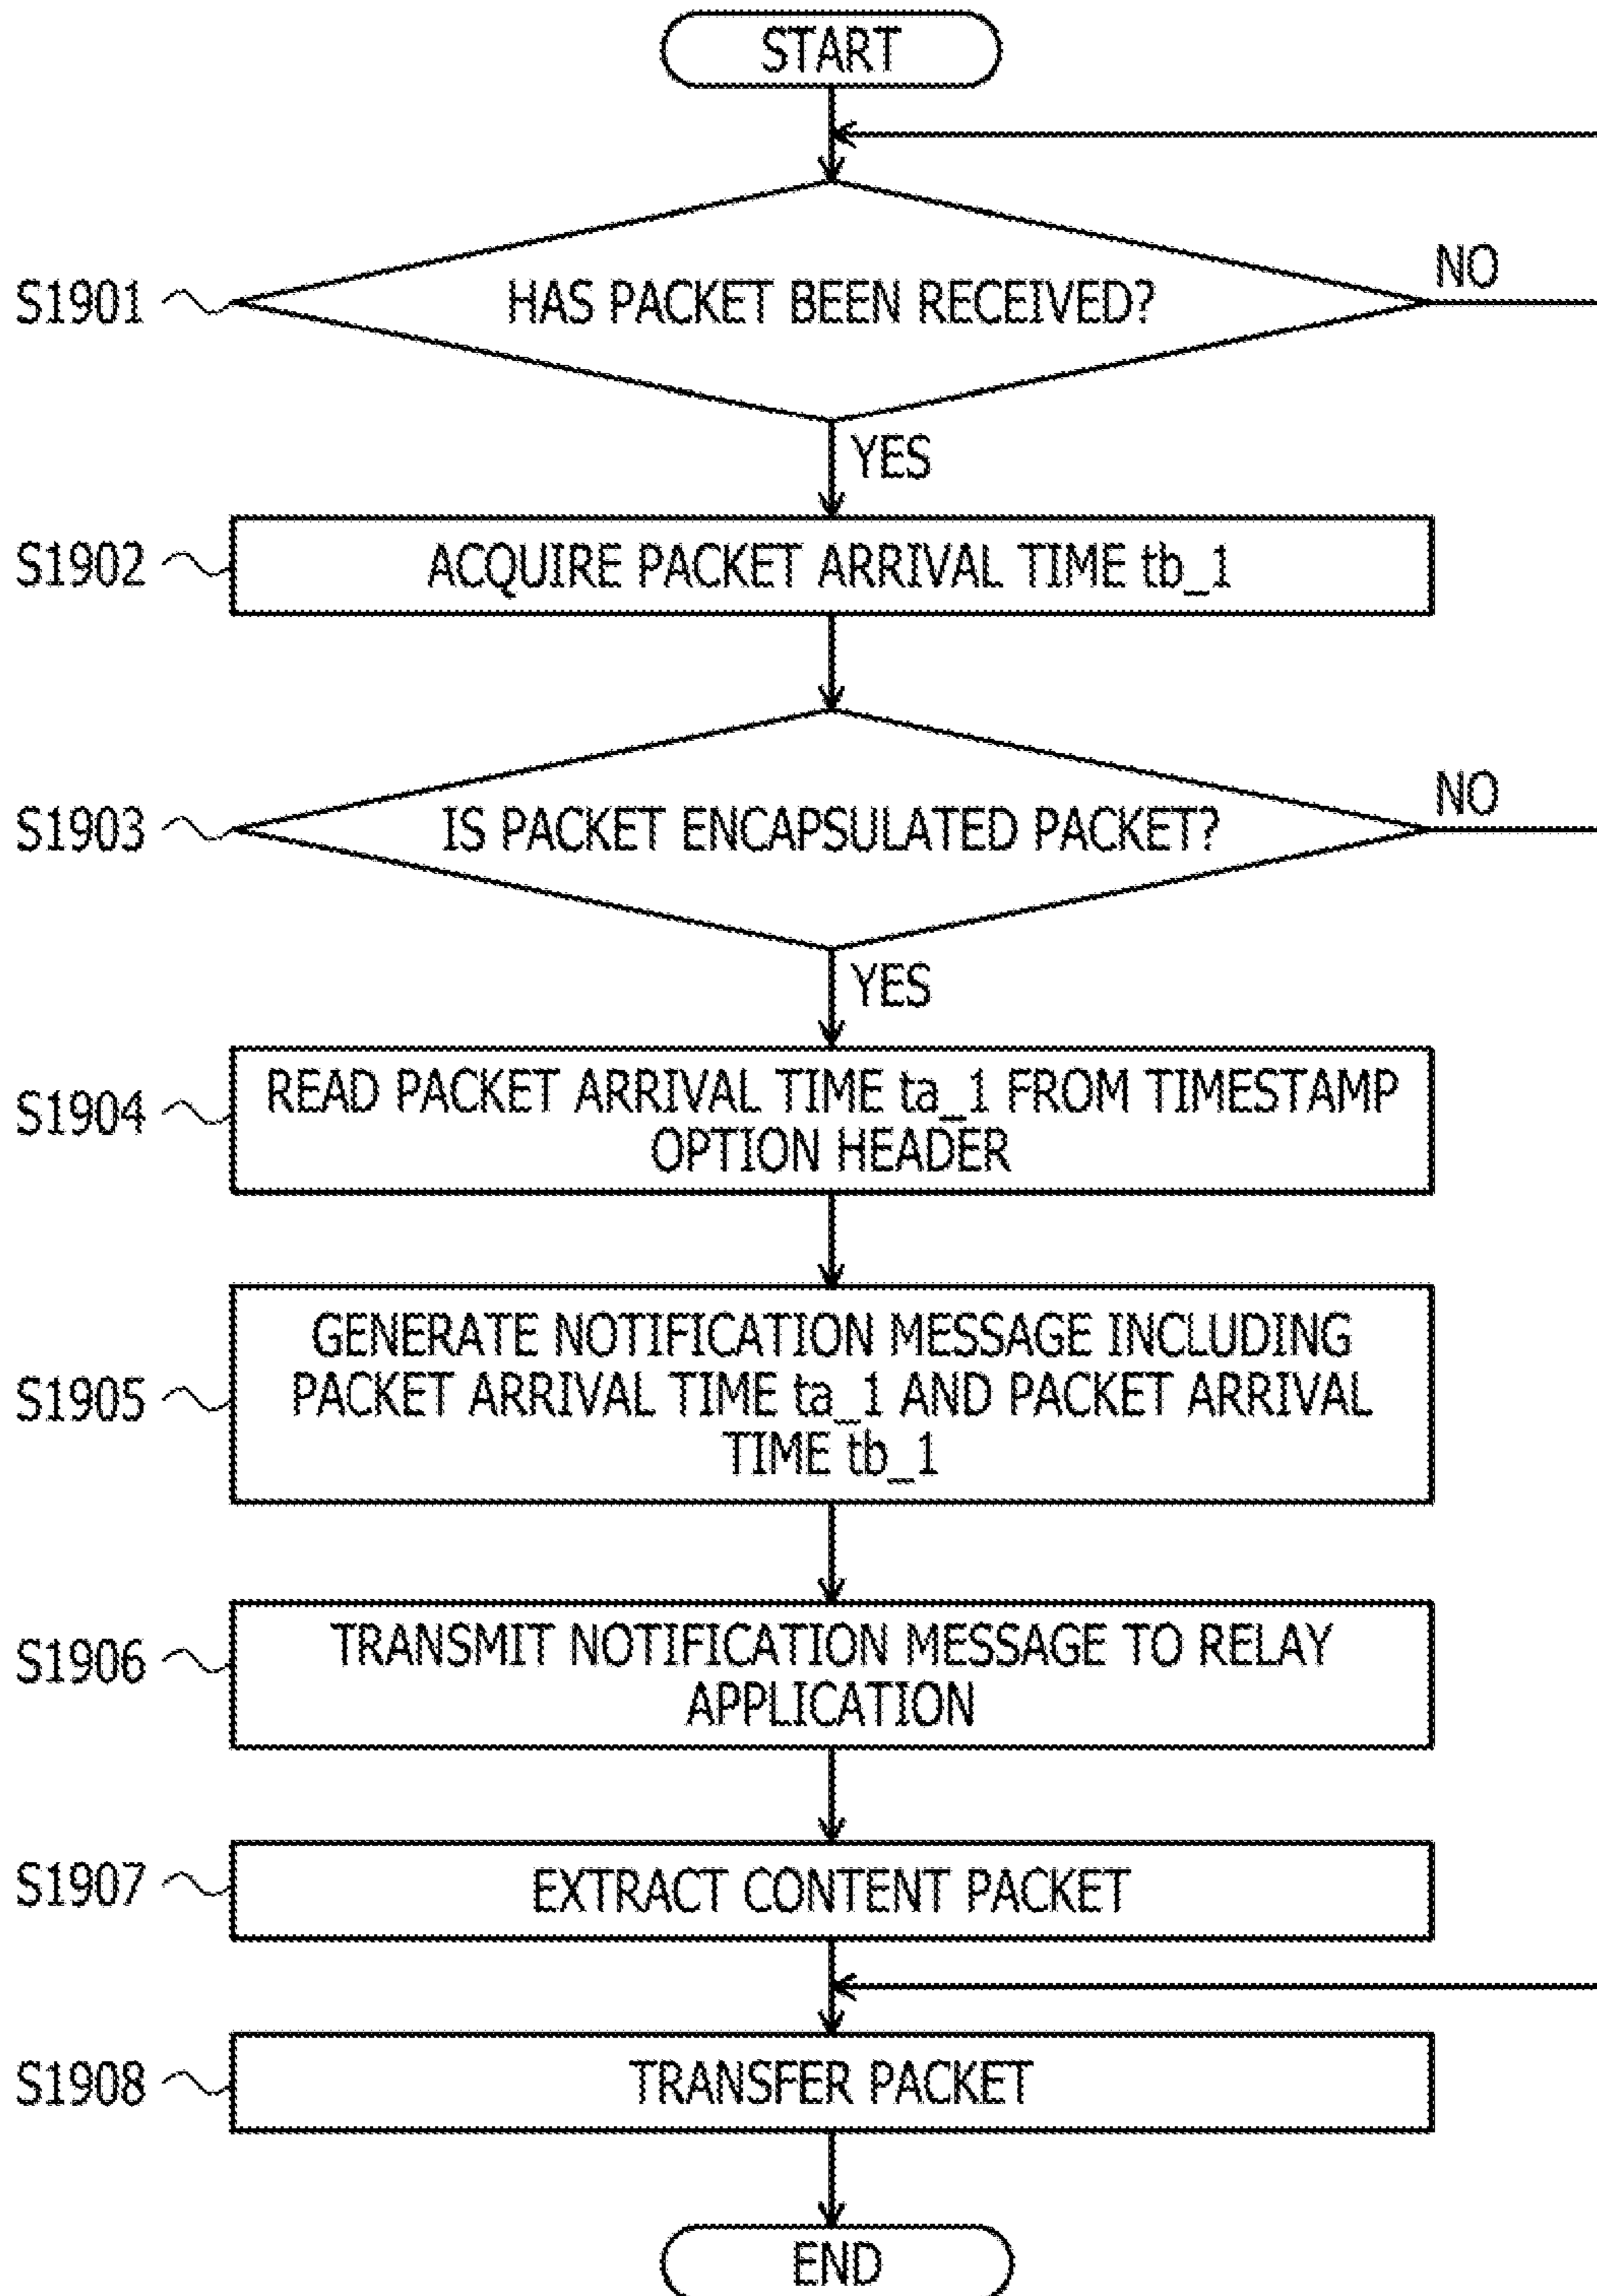 START
S1901
HAS PACKET BEEN RECEIVED?
NO
YES
S1902
ACQUIRE PACKET ARRIVAL TIME tb_1
S1903
IS PACKET ENCAPSULATED PACKET?
NO
YES
S1904
READ PACKET ARRIVAL TIME ta_1 FROM TIMESTAMP
OPTION HEADER
S1905
GENERATE NOTIFICATION MESSAGE INCLUDING
PACKET ARRIVAL TIME ta_1 AND PACKET ARRIVAL
TIME tb_1
S1906
TRANSMIT NOTIFICATION MESSAGE TO RELAY
APPLICATION
S1907
EXTRACT CONTENT PACKET
S1908
TRANSFER PACKET
END